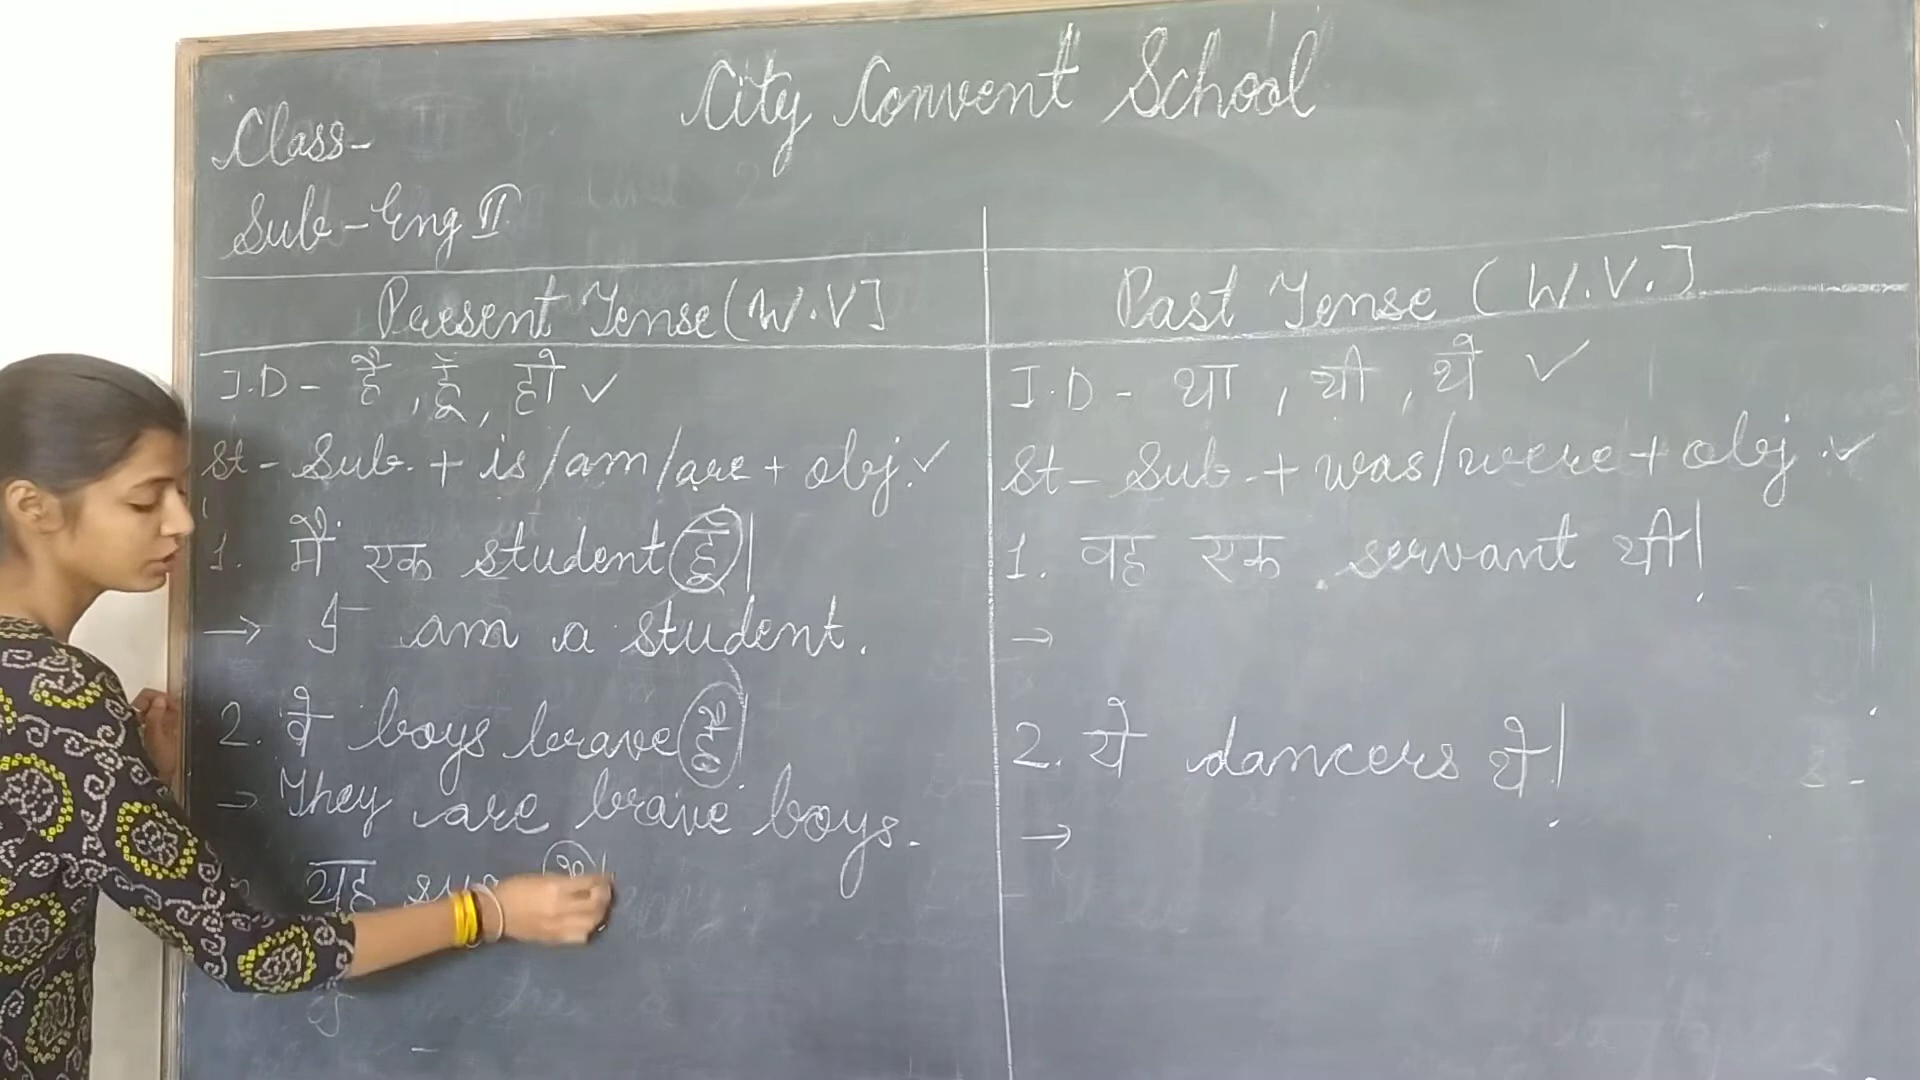 City Convent School
Class-
Sub-Eng II
Present Tense (W.V]
I.D - है, हूँ, हो ✓
St - Sub. + is/am/are + obj. ✓
1. मैं एक student हूँ|
→ I am a student.
2. वे boys brave हैं|
→ They are brave boys.
यह
Past Tense (W.V.]
I.D - था, थी, थे ✓
St - Sub. + was/were + obj. ✓
1. वह एक servant थी|
→
2. ये dancers थे|
→